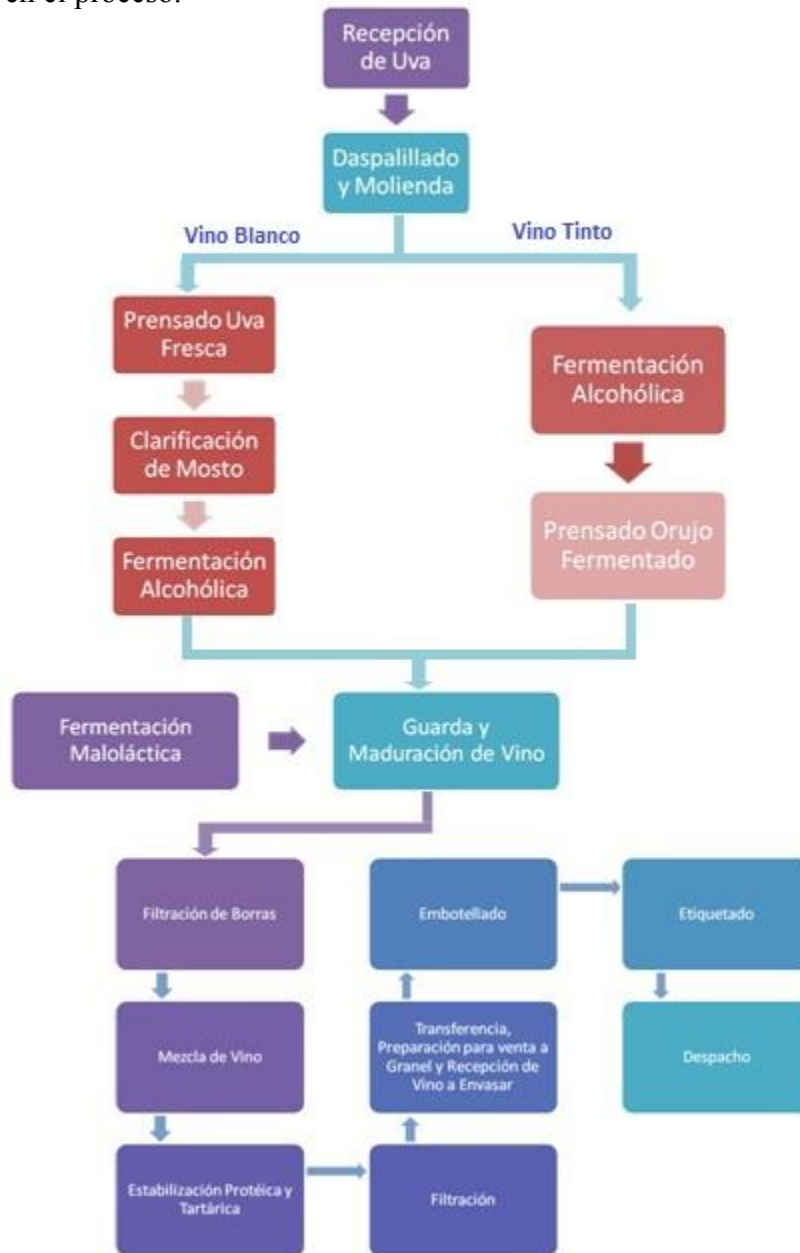 en el proceso.
Recepción
de Uva
Daspalillado
y Molienda
Vino Blanco
Vino Tinto
Prensado Uva
Fresca
Clarificación
de Mosto
Fermentación
Alcohólica
Fermentación
Alcohólica
Prensado Orujo
Fermentado
Fermentación
Maloláctica
Guarda y
Maduración de Vino
Filtración de Borras
Mezcla de Vino
Estabilización Protéica y
Tartárica
Filtración
Transferencia,
Preparación para venta a
Granel y Recepción de
Vino a Envasar
Embotellado
Etiquetado
Despacho